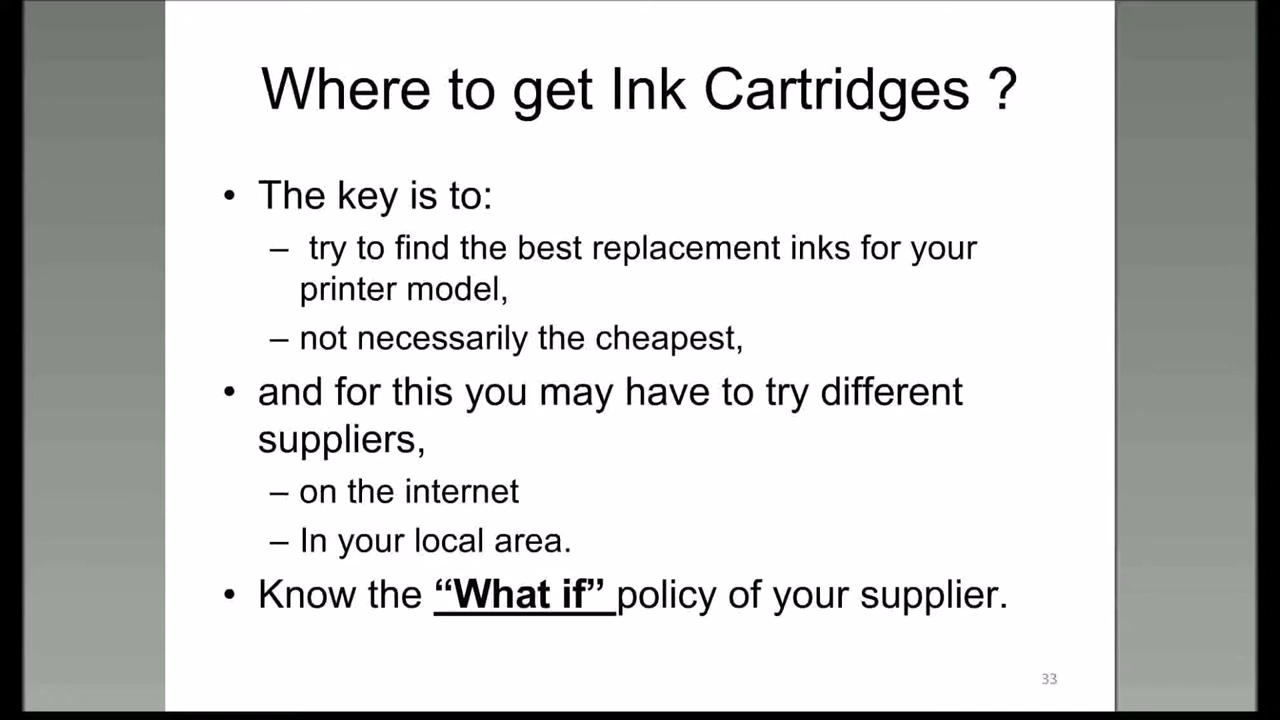 Where to get Ink Cartridges ?
• The key is to:
– try to find the best replacement inks for your
printer model,
– not necessarily the cheapest,
• and for this you may have to try different
suppliers,
– on the internet
– In your local area.
• Know the “What if” policy of your supplier.
33